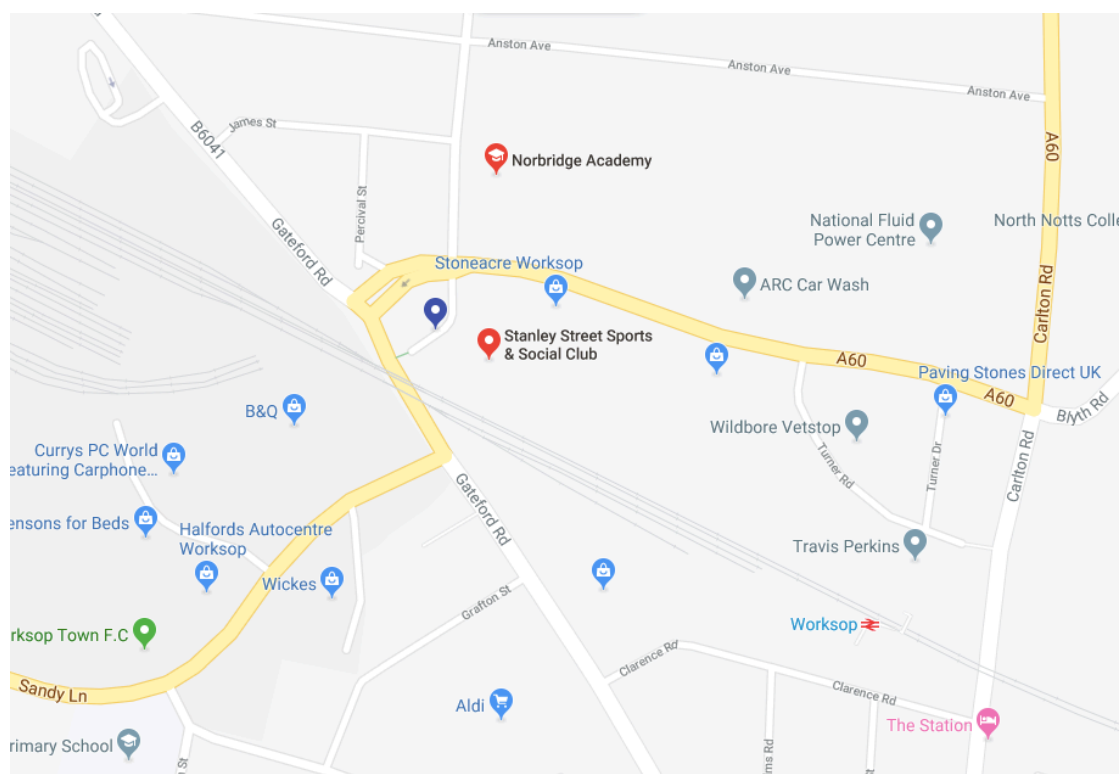 Anston Ave
Anston Ave
Anston Ave
James St
B6041
A60
Norbridge Academy
Percival St
National Fluid
Power Centre
North Notts Colle
Gateford Rd
Stoneacre Worksop
ARC Car Wash
Carlton Rd
Stanley Street Sports
& Social Club
A60
Paving Stones Direct UK
A60
Blyth Rd
B&Q
Wildbore Vetstop
Currys PC World
eaturing Carphone...
Turner Rd
Turner Dr
Carlton Rd
Gateford Rd
ensons for Beds
Halfords Autocentre
Worksop
Travis Perkins
Wickes
Grafton St
Worksop
rksop Town F.C
Clarence Rd
Sandy Ln
Clarence Rd
Aldi
The Station
rimary School
ms Rd
n St
t